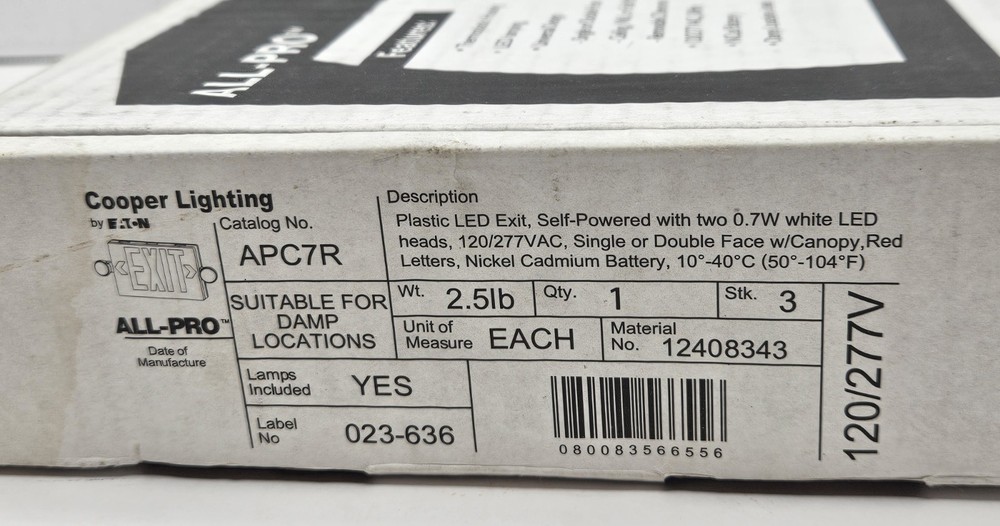 ALL-PRO™
Features
Cooper Lighting
by EATON
EXIT
ALL-PRO™
Date of
Manufacture
Catalog No.
APC7R
SUITABLE FOR
DAMP
LOCATIONS
Lamps
Included YES
Label
No 023-636
Description
Plastic LED Exit, Self-Powered with two 0.7W white LED
heads, 120/277VAC, Single or Double Face w/Canopy,Red
Letters, Nickel Cadmium Battery, 10°-40°C (50°-104°F)
Wt. 2.5lb Qty. 1 Stk. 3
Unit of
Measure EACH
Material
No. 12408343
080083566556
120/277V